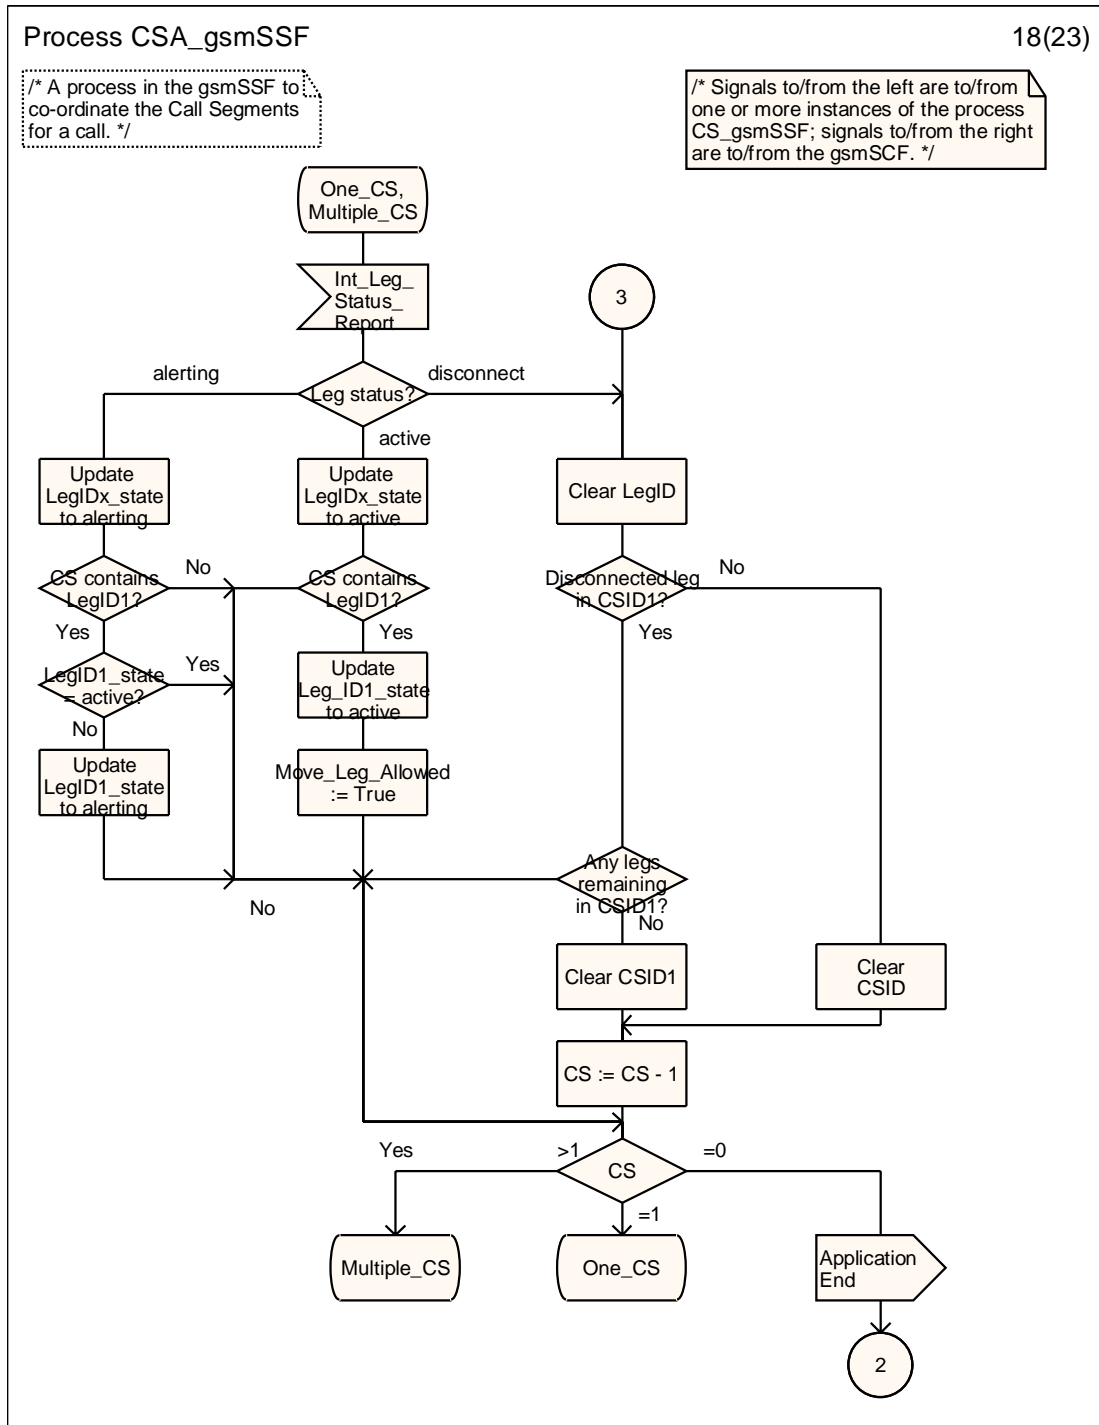 Process CSA_gsmSSF
18(23)
/* A process in the gsmSSF to
co-ordinate the Call Segments
for a call. */
/* Signals to/from the left are to/from
one or more instances of the process
CS_gsmSSF; signals to/from the right
are to/from the gsmSCF. */
One_CS,
Multiple_CS
Int_Leg_
Status_
Report
3
alerting
Leg status?
disconnect
active
Update
LegIDx_state
to alerting
Update
LegIDx_state
to active
Clear LegID
CS contains
LegID1?
No
CS contains
LegID1?
Disconnected leg
in CSID1?
No
Yes
Yes
Yes
LegID1_state
= active?
Yes
Update
Leg_ID1_state
to active
No
Update
LegID1_state
to alerting
Move_Leg_Allowed
:= True
Any legs
remaining
in CSID1?
No
No
Clear CSID1
Clear
CSID
CS := CS - 1
Yes
>1
CS
=0
=1
Multiple_CS
One_CS
Application
End
2